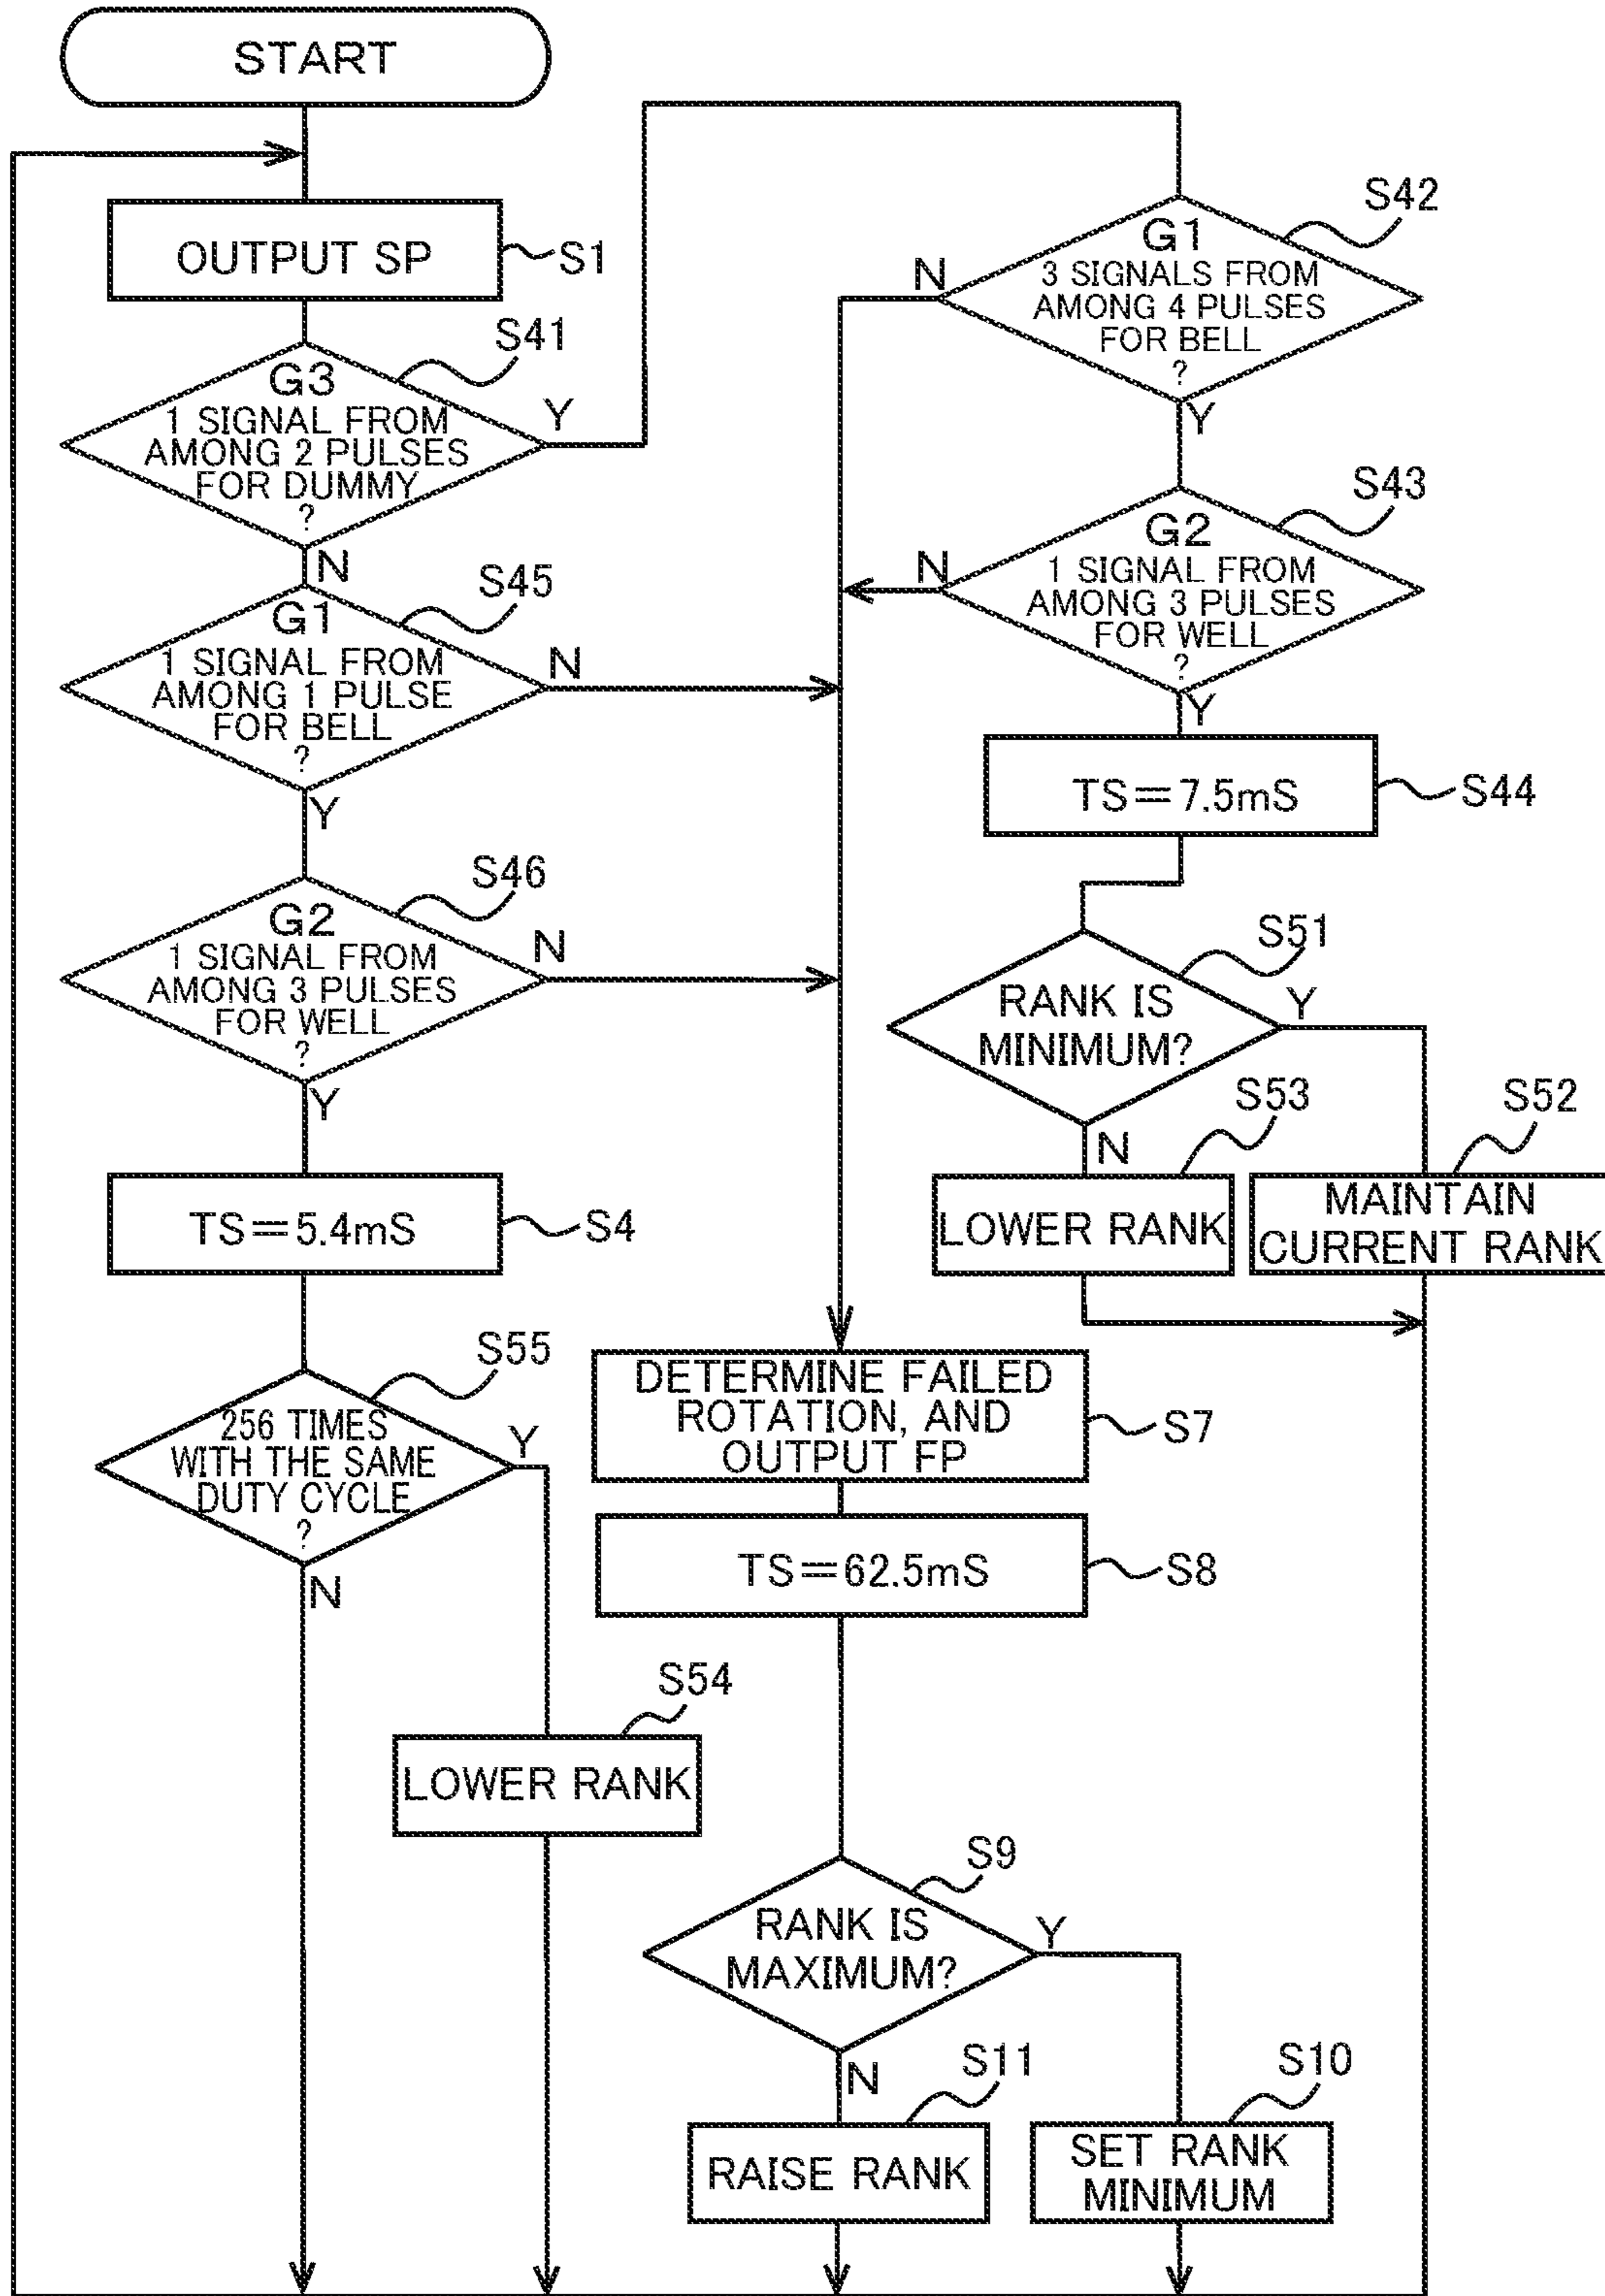 START
OUTPUT SP
S1
G3
1 SIGNAL FROM
AMONG 2 PULSES
FOR DUMMY
?
S41
Y
N
G1
1 SIGNAL FROM
AMONG 1 PULSE
FOR BELL
?
S45
N
Y
G2
1 SIGNAL FROM
AMONG 3 PULSES
FOR WELL
?
S46
N
Y
TS=5.4mS
S4
256 TIMES
WITH THE SAME
DUTY CYCLE
?
S55
Y
N
LOWER RANK
S54
G1
3 SIGNALS FROM
AMONG 4 PULSES
FOR BELL
?
S42
N
Y
G2
1 SIGNAL FROM
AMONG 3 PULSES
FOR WELL
?
S43
N
Y
TS=7.5mS
S44
RANK IS
MINIMUM?
S51
Y
N
LOWER RANK
S53
MAINTAIN
CURRENT RANK
S52
DETERMINE FAILED
ROTATION, AND
OUTPUT FP
S7
TS=62.5mS
S8
RANK IS
MAXIMUM?
S9
Y
N
RAISE RANK
S11
SET RANK
MINIMUM
S10